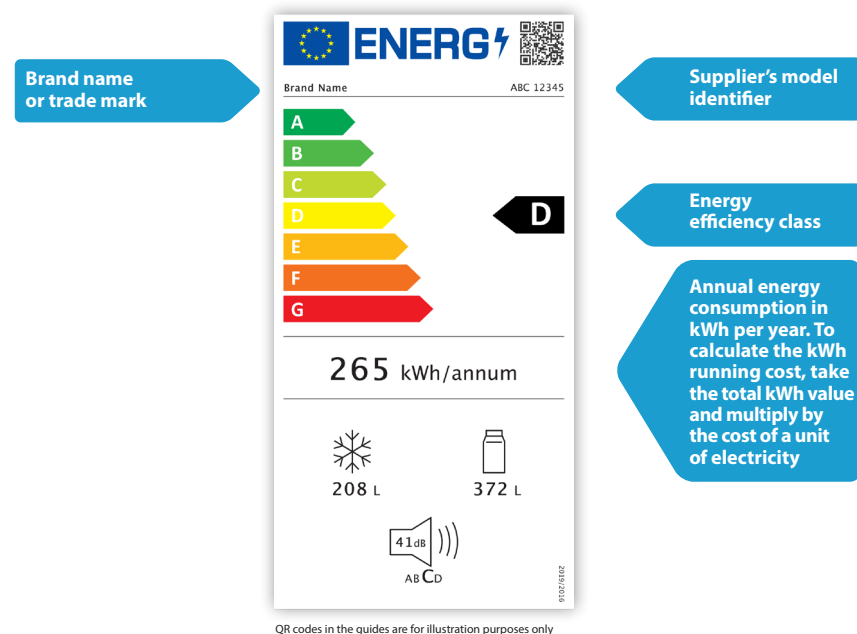 ENERG
Brand name
or trade mark
Brand Name
ABC 12345
Supplier's model
identifier
A
B
C
D
E
F
G
D
Energy
efficiency class
Annual energy
consumption in
kWh per year. To
calculate the kWh
running cost, take
the total kWh value
and multiply by
the cost of a unit
of electricity
265 kWh/annum
208 L
372 L
41dB
ABCD
2019/2016
QR codes in the guides are for illustration purposes only